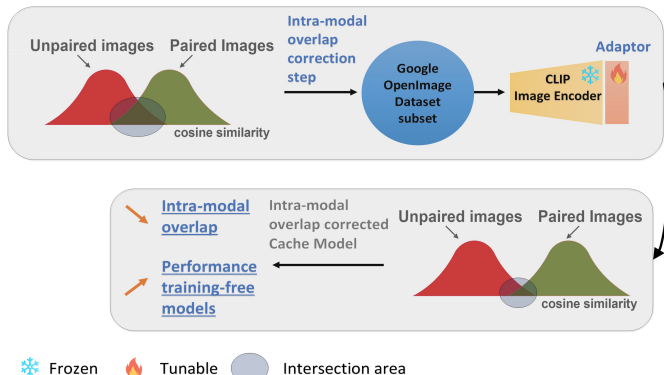 Unpaired images
Paired Images
cosine similarity
Intra-modal
overlap
correction
step
Google
OpenImage
Dataset
subset
CLIP
Image Encoder
Adaptor
Intra-modal
overlap
Performance
training-free
models
Intra-modal
overlap corrected
Cache Model
Unpaired images
Paired Images
cosine similarity
Frozen
Tunable
Intersection area